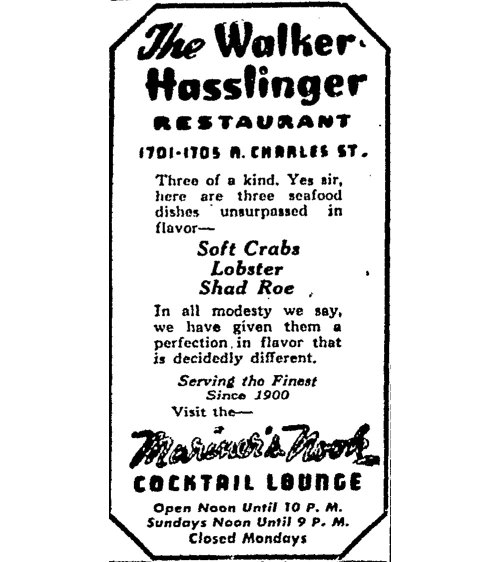 The Walker-
Hasslinger
RESTAURANT
1701-1705 N. CHARLES ST.
Three of a kind. Yes sir,
here are three seafood
dishes unsurpassed in
flavor—
Soft Crabs
Lobster
Shad Roe
In all modesty we say,
we have given them a
perfection in flavor that
is decidedly different.
Serving the Finest
Since 1900
Visit the—
Mariner's Nook
COCKTAIL LOUNGE
Open Noon Until 10 P. M.
Sundays Noon Until 9 P. M.
Closed Mondays